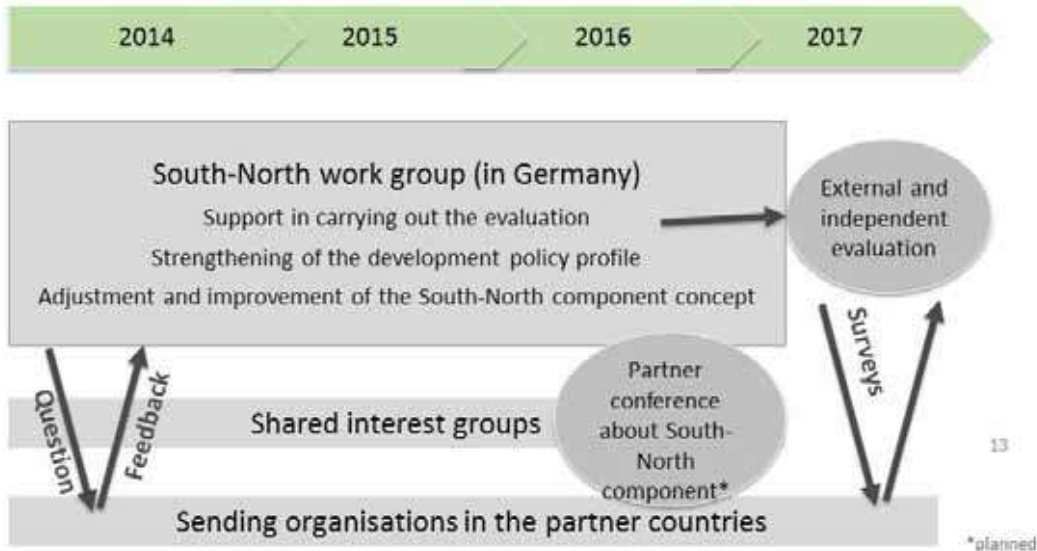 2014
2015
2016
2017
South-North work group (in Germany)
Support in carrying out the evaluation
Strengthening of the development policy profile
Adjustment and improvement of the South-North component concept
External and
independent
evaluation
Question
Feedback
Surveys
Shared interest groups
Partner
conference
about South-
North
component*
Sending organisations in the partner countries
13
*planned